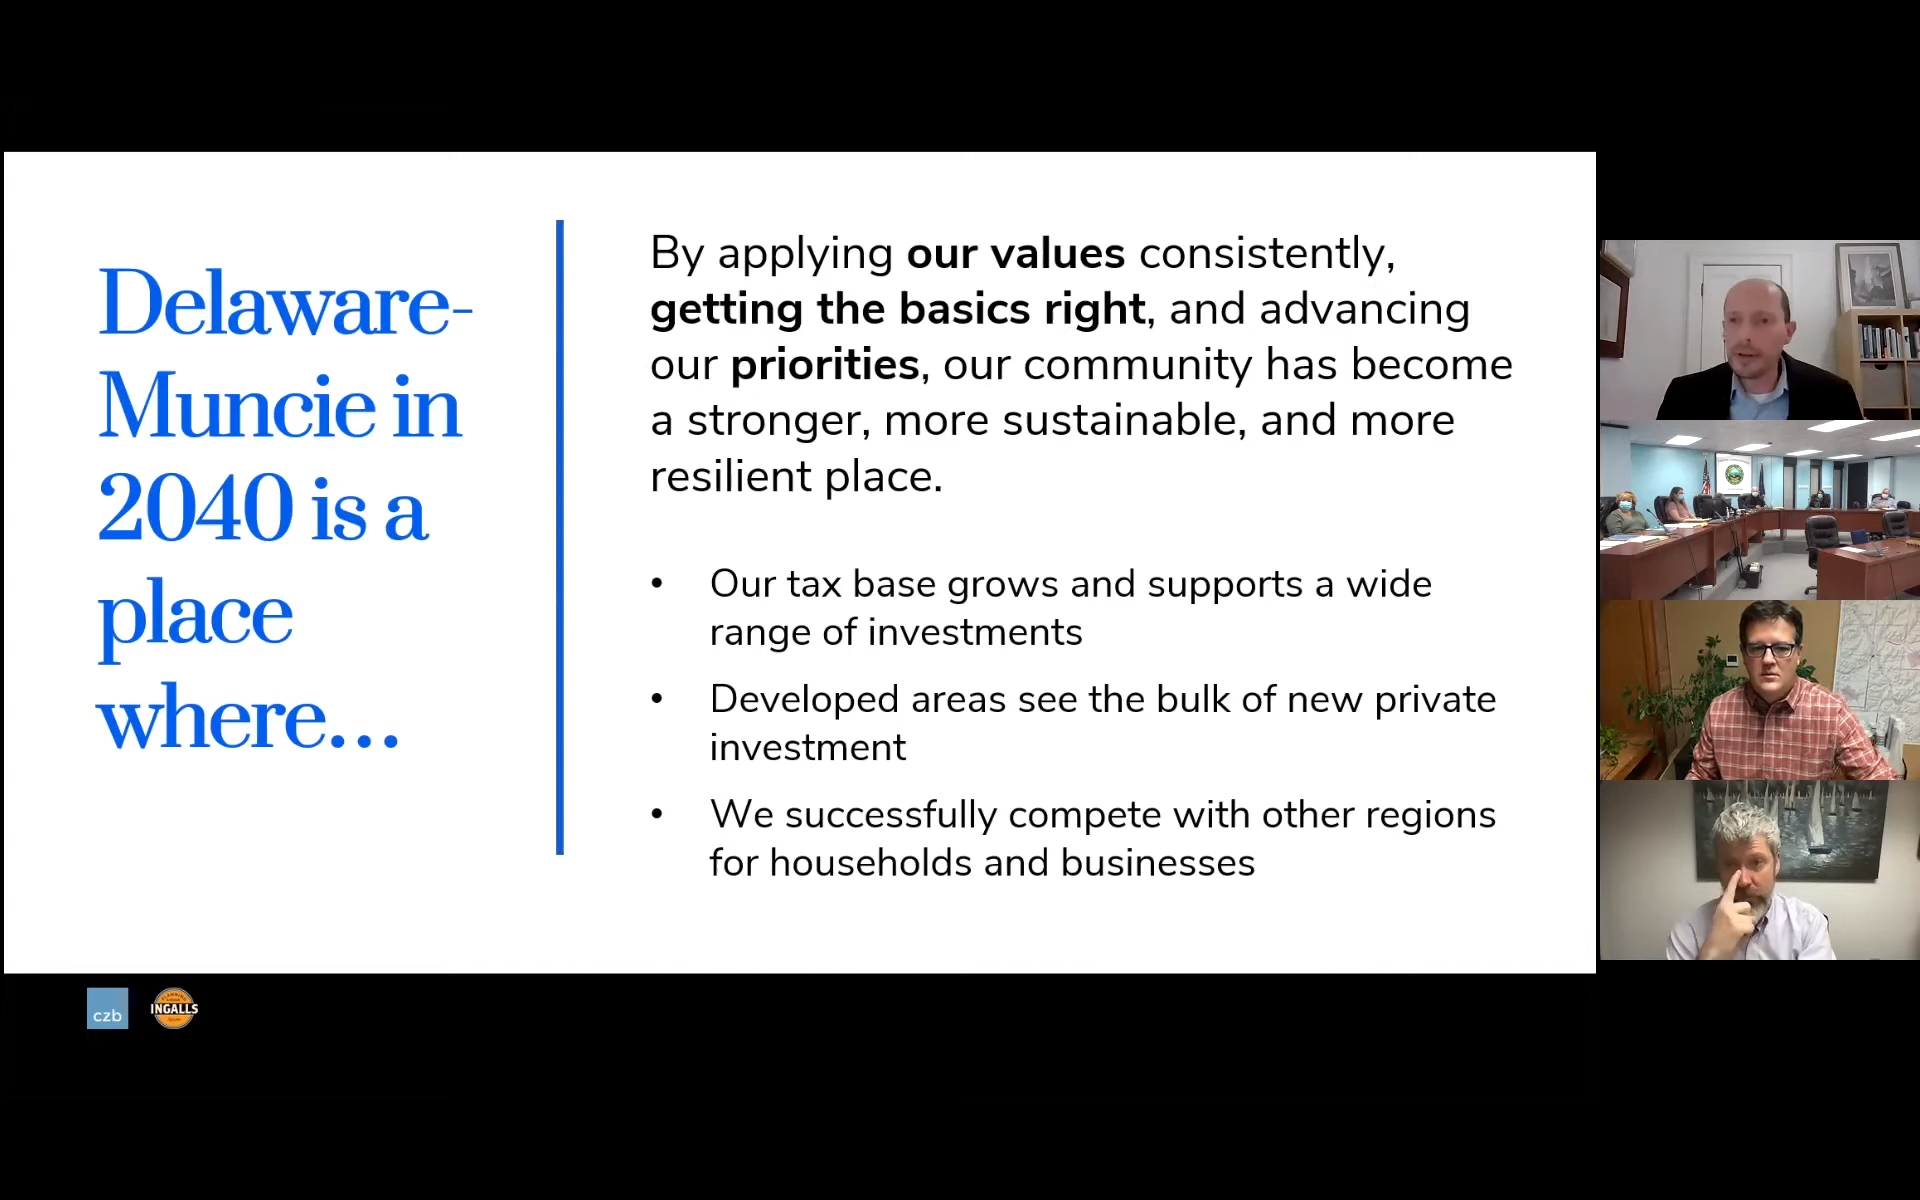 Delaware-
Muncie in
2040 is a
place
where...
By applying our values consistently,
getting the basics right, and advancing
our priorities, our community has become
a stronger, more sustainable, and more
resilient place.
• Our tax base grows and supports a wide
range of investments
• Developed areas see the bulk of new private
investment
• We successfully compete with other regions
for households and businesses
czb
INGALLS